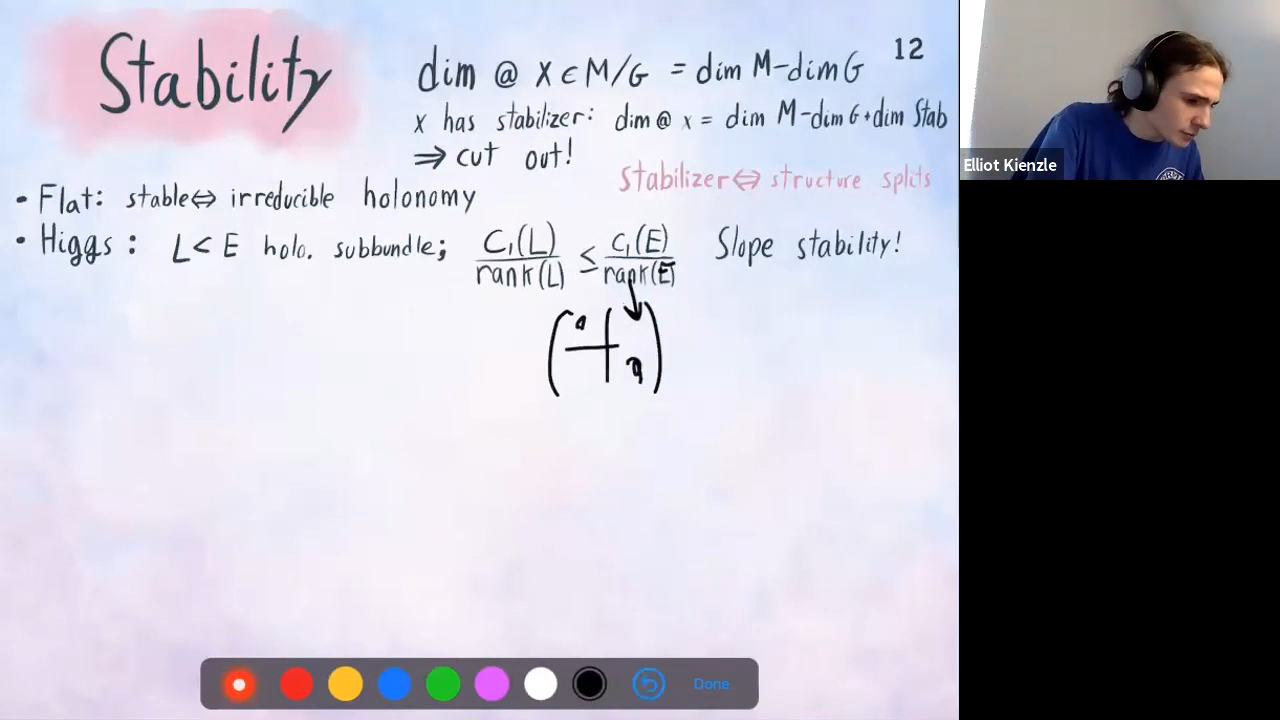 Stability
12
dim @ x ∈ M/G = dim M - dim G
x has stabilizer: dim @ x = dim M - dim G + dim Stab
⇒ cut out!
Stabilizer ⇔ structure splits
• Flat: stable ⇔ irreducible holonomy
• Higgs: L < E holo. subbundle; C₁(L)/rank(L) ≤ C₁(E)/rank(E) Slope stability!
Elliot Kienzle
Done